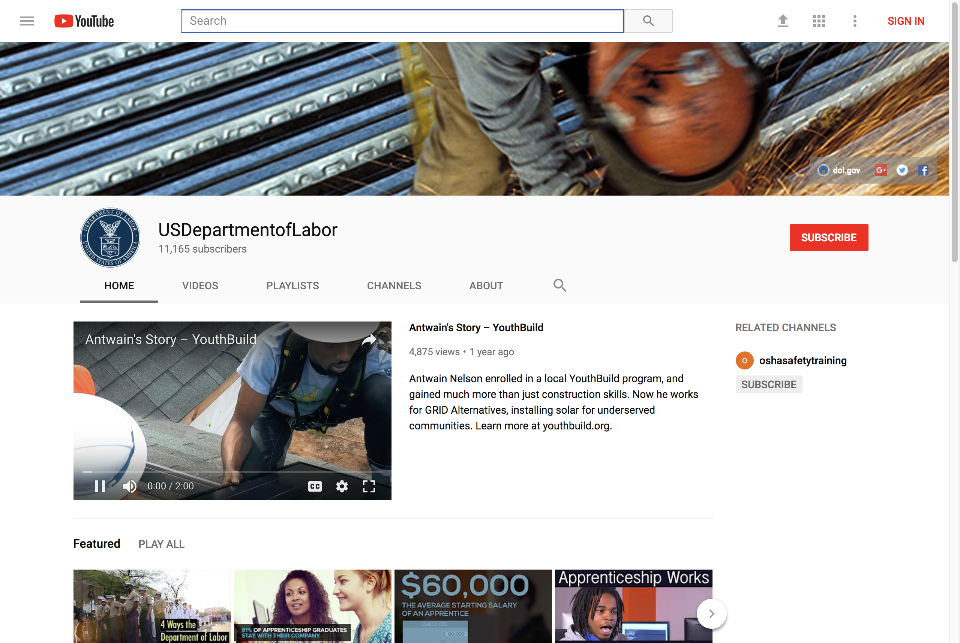 YouTube
Search
SIGN IN
dol.gov
USDepartmentofLabor
11,165 subscribers
SUBSCRIBE
HOME VIDEOS PLAYLISTS CHANNELS ABOUT
Antwain's Story – YouthBuild
0:00 / 2:00
CC
Antwain's Story – YouthBuild
4,875 views • 1 year ago
Antwain Nelson enrolled in a local YouthBuild program, and
gained much more than just construction skills. Now he works
for GRID Alternatives, installing solar for underserved
communities. Learn more at youthbuild.org.
RELATED CHANNELS
O oshasafetytraining
SUBSCRIBE
Featured PLAY ALL
4 Ways the
Department of Labor
91% OF APPRENTICESHIP GRADUATES
STAY WITH THEIR COMPANY
$60,000
THE AVERAGE STARTING SALARY
OF AN APPRENTICE
Apprenticeship Works